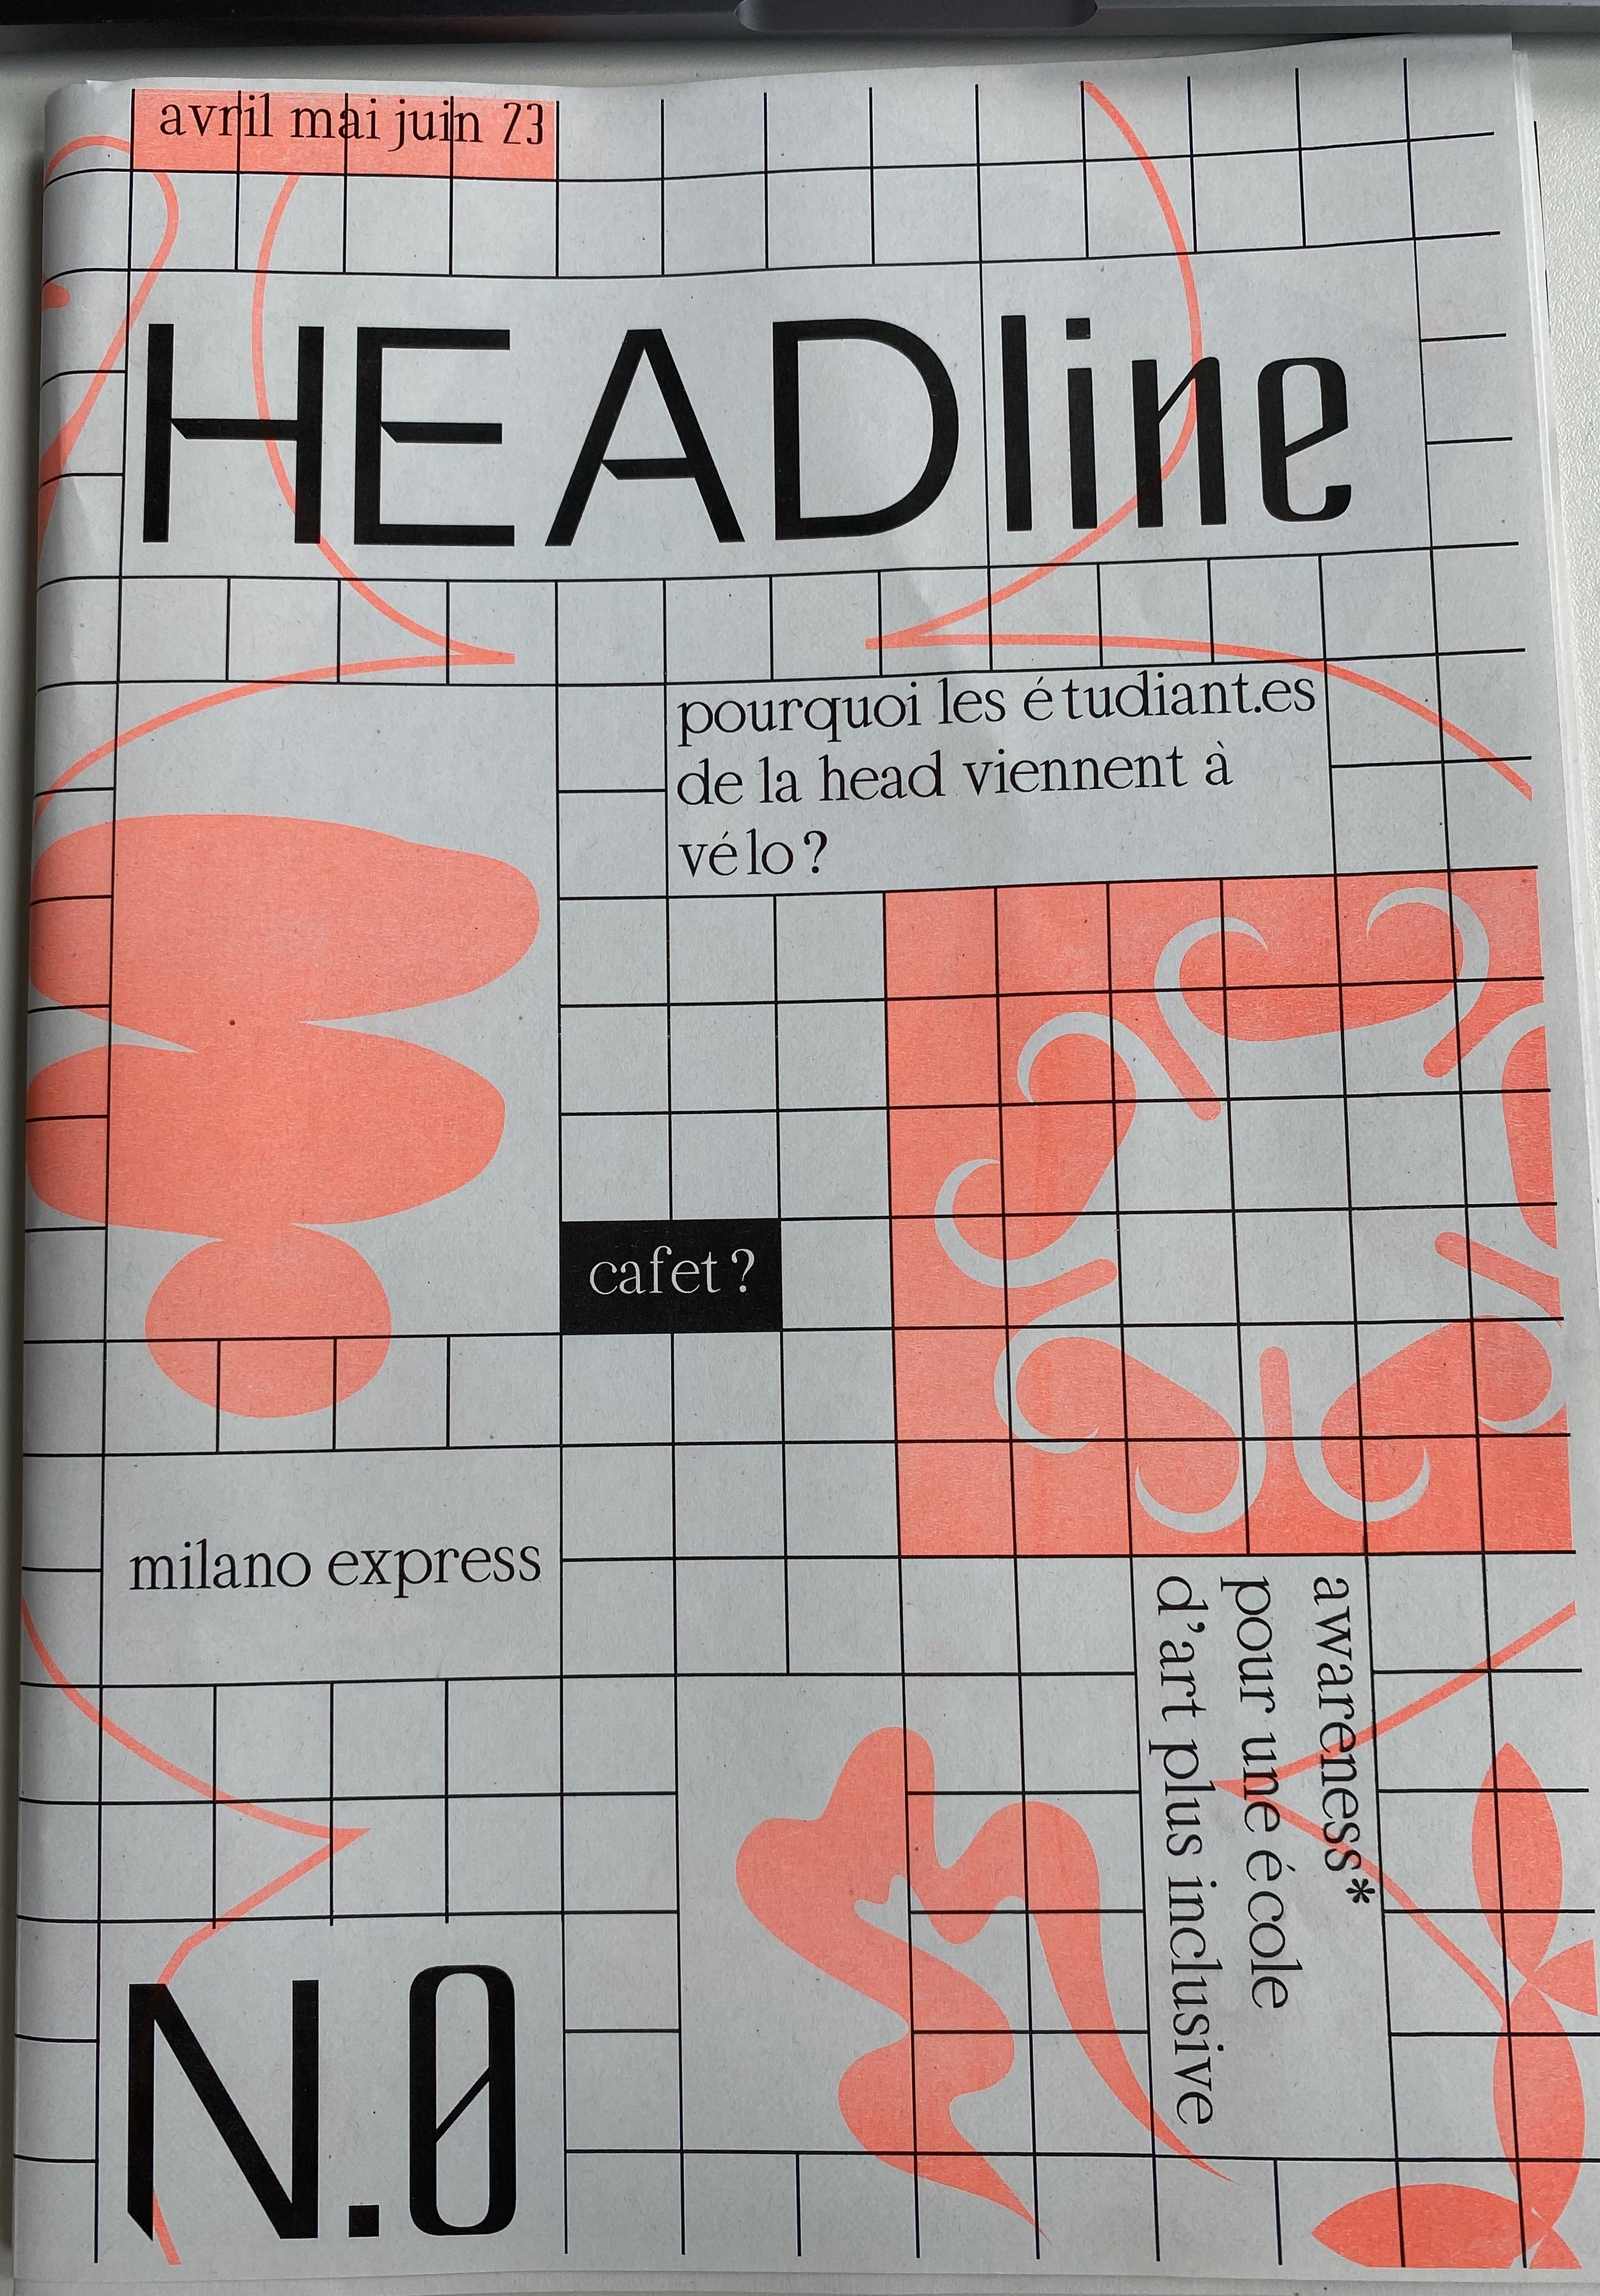 avril mai juin 23
HEADline
pourquoi les étudiant.es
de la head viennent à
vélo?
cafet?
milano express
awareness*
pour une école
d'art plus inclusive
N.0